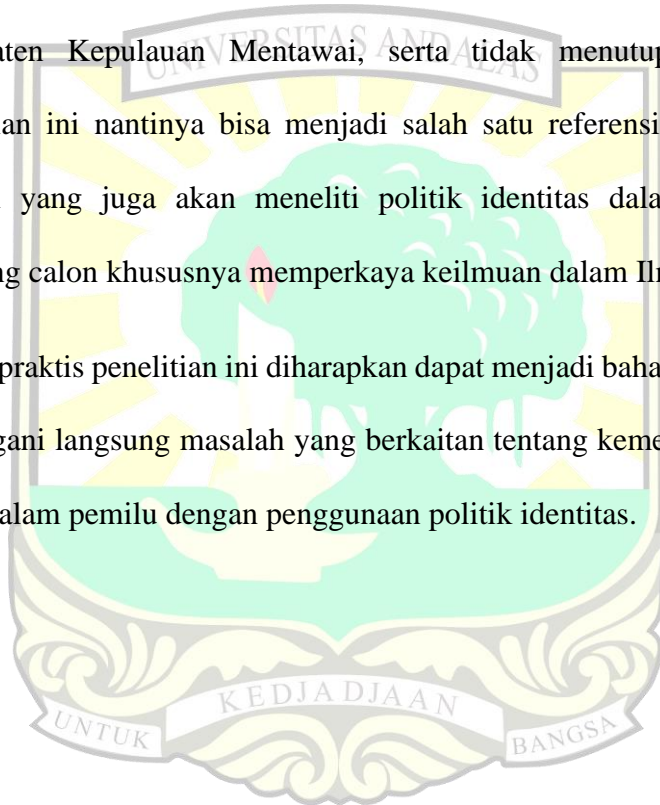 UNIVERSITAS ANDALAS
aten Kepulauan Mentawai, serta tidak menutup
an ini nantinya bisa menjadi salah satu referensi
yang juga akan meneliti politik identitas dala
ng calon khususnya memperkaya keilmuan dalam Ilr
praktis penelitian ini diharapkan dapat menjadi baha
gani langsung masalah yang berkaitan tentang keme
alam pemilu dengan penggunaan politik identitas.
UNTUK KEDJADJAAN BANGSA